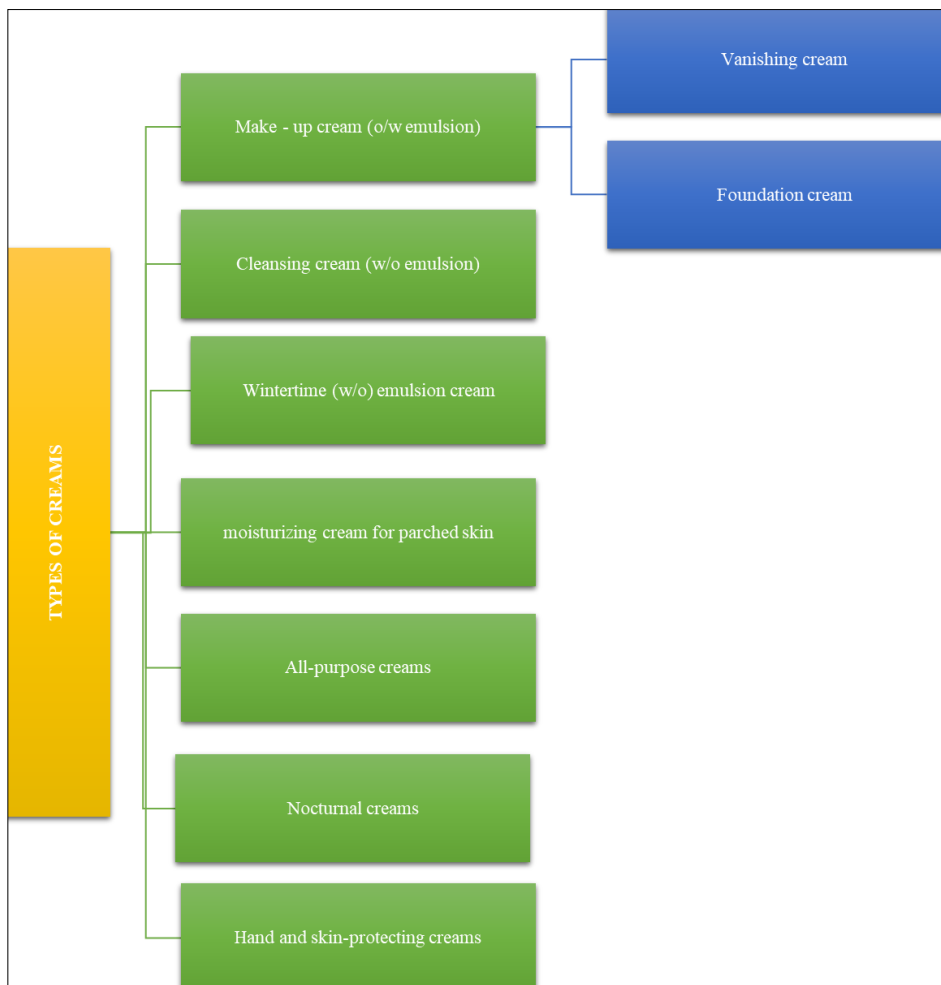 TYPES OF CREAMS
Make - up cream (o/w emulsion)
Vanishing cream
Foundation cream
Cleansing cream (w/o emulsion)
Wintertime (w/o) emulsion cream
moisturizing cream for parched skin
All-purpose creams
Nocturnal creams
Hand and skin-protecting creams